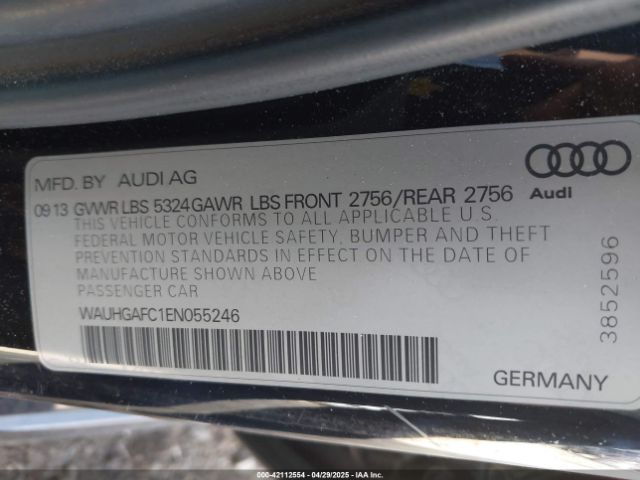 MFD. BY AUDI AG
09 13 GVWR LBS 5324 GAWR LBS FRONT 2756/REAR 2756
THIS VEHICLE CONFORMS TO ALL APPLICABLE U.S.
FEDERAL MOTOR VEHICLE SAFETY, BUMPER AND THEFT
PREVENTION STANDARDS IN EFFECT ON THE DATE OF
MANUFACTURE SHOWN ABOVE
PASSENGER CAR
WAUHGAFC1EN055246
Audi
3852596
GERMANY
000-42112554 - 04/29/2025 - IAA Inc.